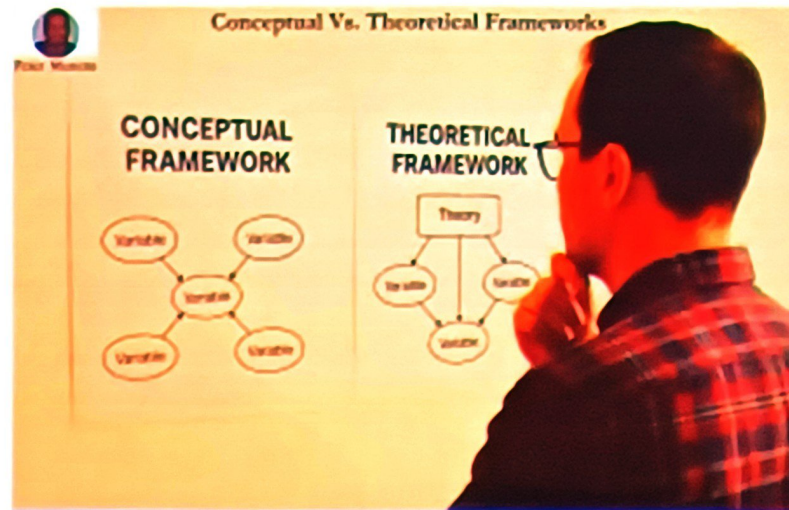 Conceptual Vs. Theoretical Frameworks
CONCEPTUAL
FRAMEWORK
THEORETICAL
FRAMEWORK
Variable
Variable
Variable
Variable
Variable
Theory
Variable
Variable
Variable